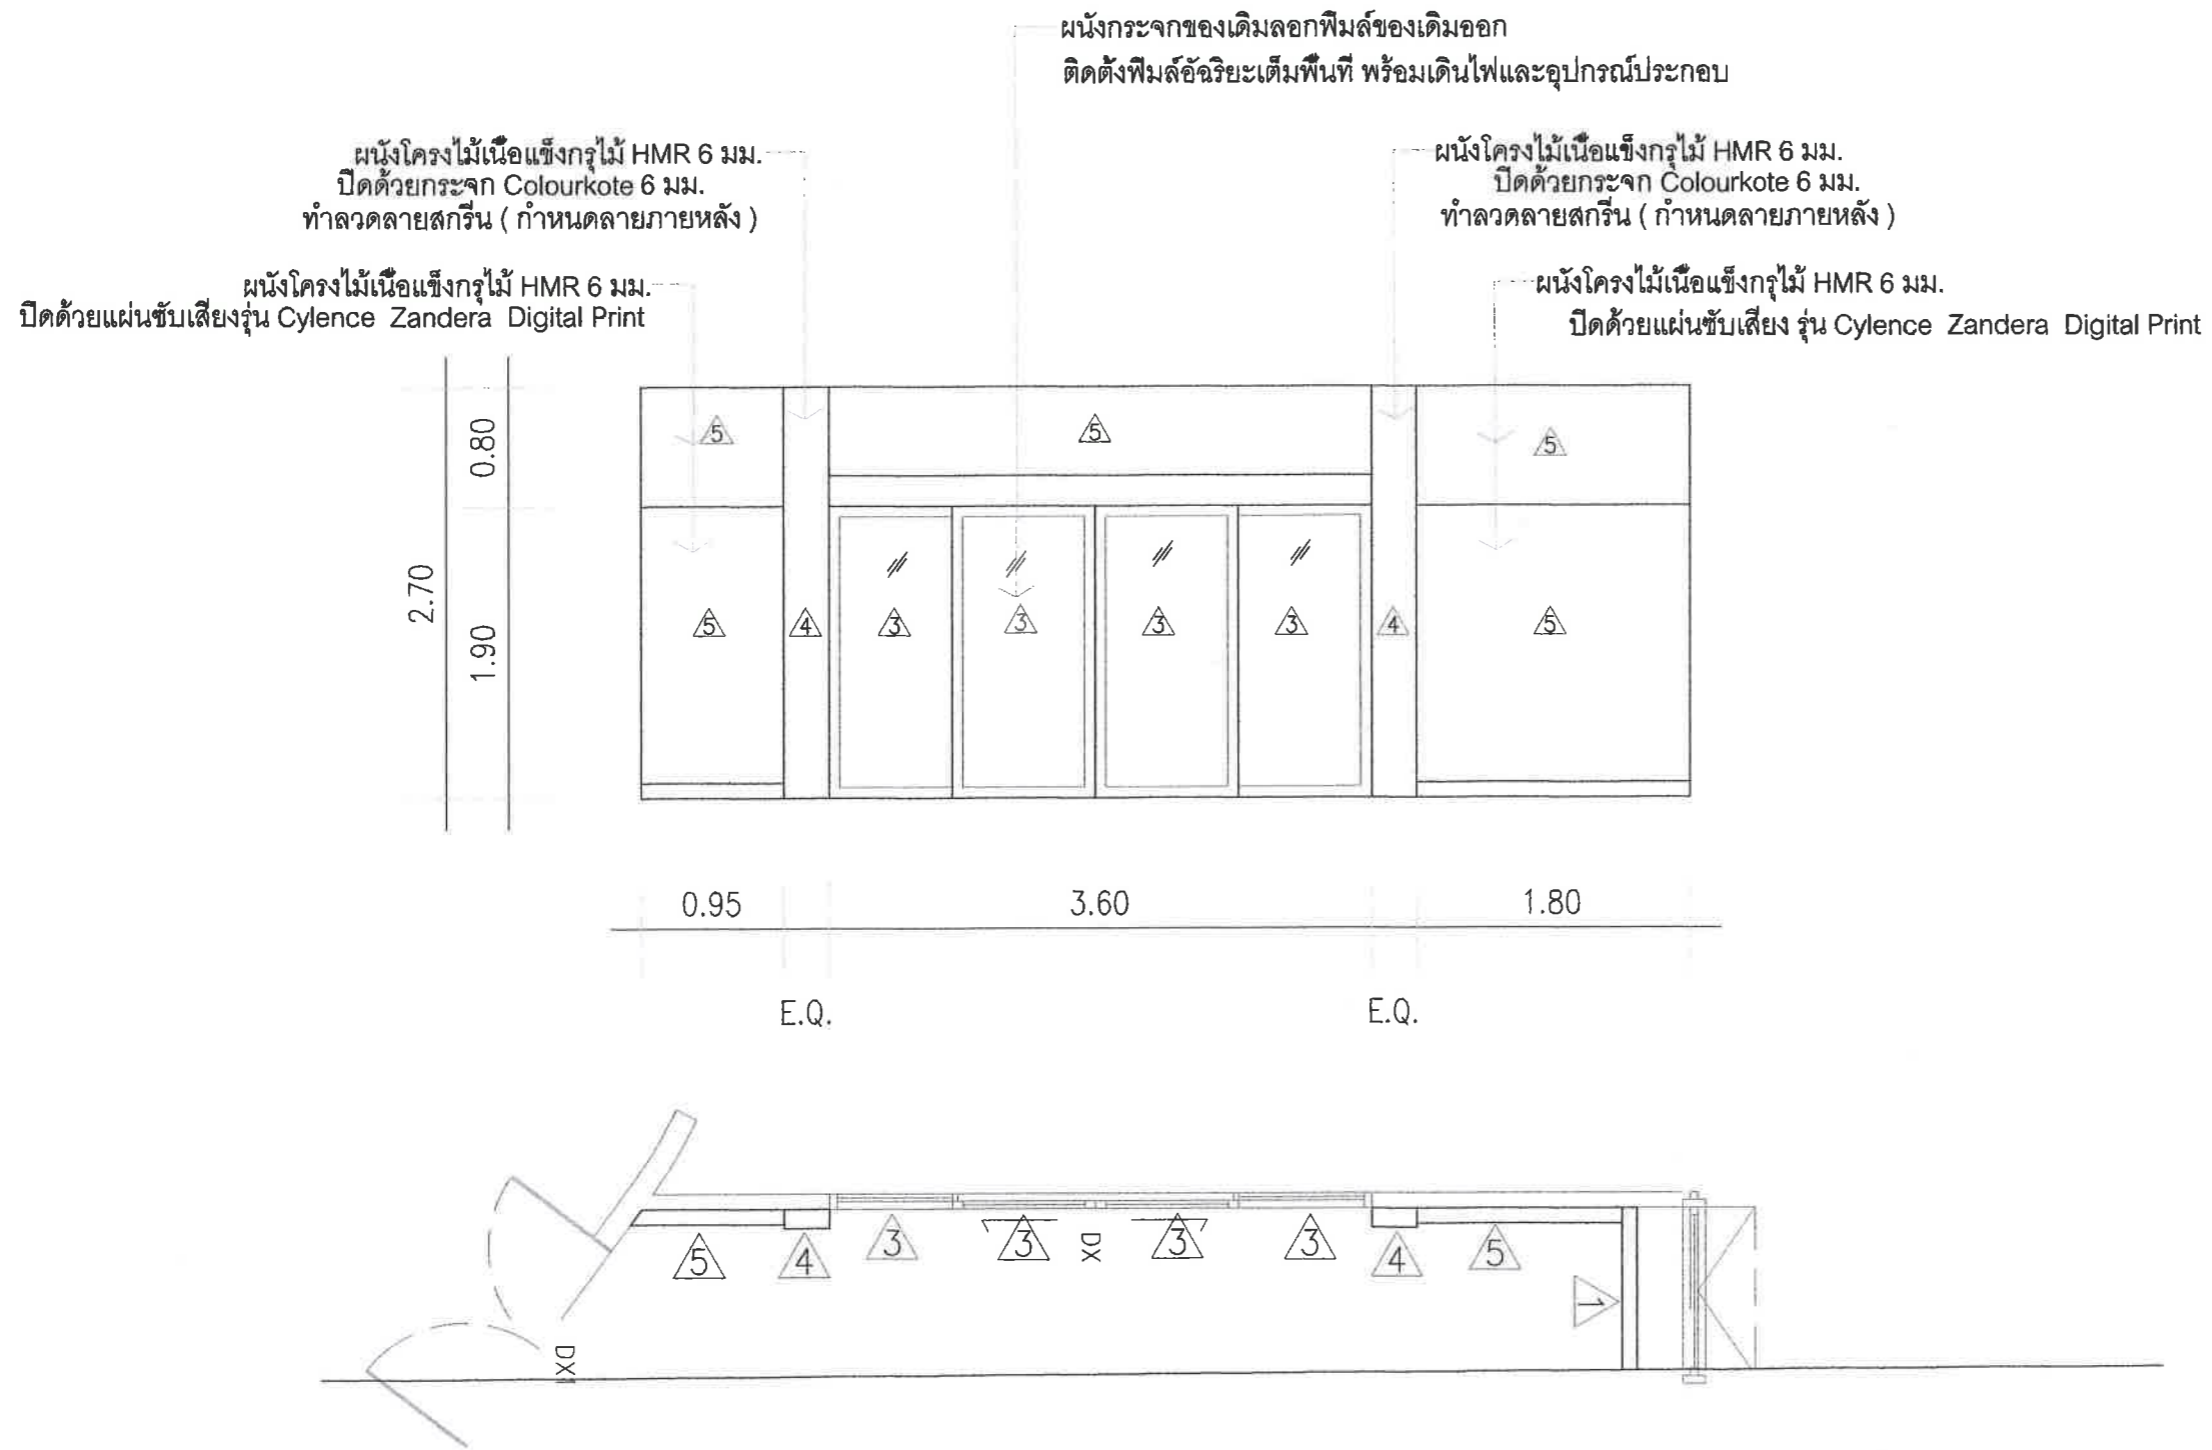 ผนังกระจกของเดิมลอกฟิมล์ของเดิมออก
ติดตั้งฟิมล์อัฉริยะเต็มพื้นที่ พร้อมเดินไฟและอุปกรณ์ประกอบ
ผนังโครงไม้เนื้อแข็งกรุไม้ HMR 6 มม.
ปิดด้วยกระจก Colourkote 6 มม.
ทำลวดลายสกรีน ( กำหนดลายภายหลัง )
ผนังโครงไม้เนื้อแข็งกรุไม้ HMR 6 มม.
ปิดด้วยกระจก Colourkote 6 มม.
ทำลวดลายสกรีน ( กำหนดลายภายหลัง )
ผนังโครงไม้เนื้อแข็งกรุไม้ HMR 6 มม.
ปิดด้วยแผ่นซับเสียงรุ่น Cylence Zandera Digital Print
ผนังโครงไม้เนื้อแข็งกรุไม้ HMR 6 มม.
ปิดด้วยแผ่นซับเสียง รุ่น Cylence Zandera Digital Print
2.70
0.80
1.90
5 5 5
5 4 3 3 3 3 4 5
0.95 3.60 1.80
E.Q. E.Q.
5 4 3 3 DX 3 3 4 5
1
DX1